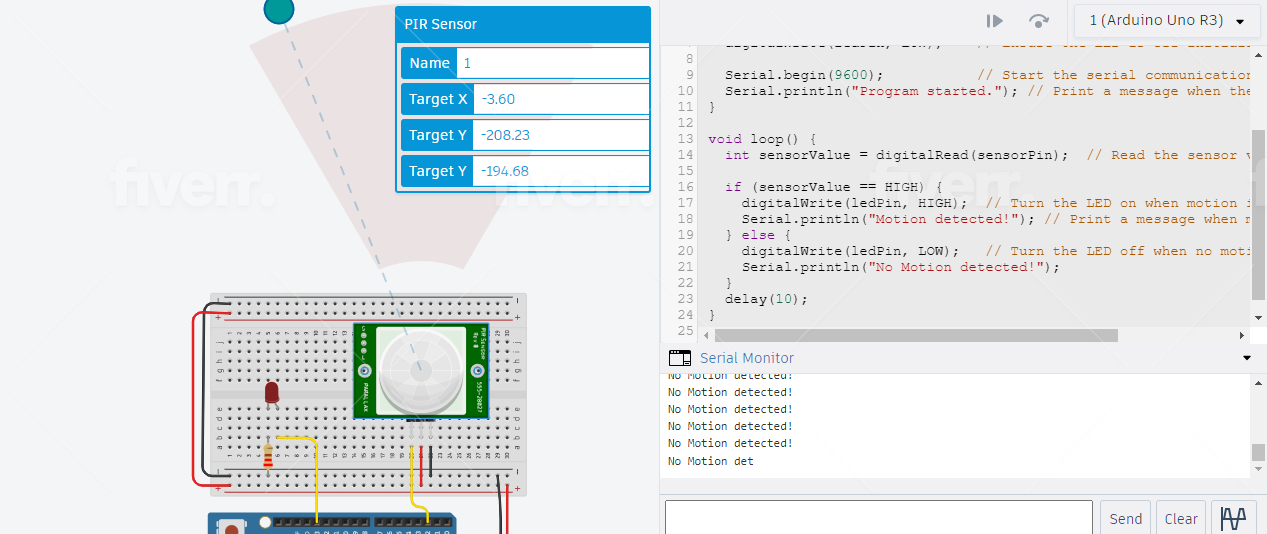 PIR Sensor
Name 1
Target X -3.60
Target Y -208.23
Target Y -194.68
fiverr.
fiverr.
fiverr.
1 (Arduino Uno R3)
8
9 Serial.begin(9600); // Start the serial communication
10 Serial.println("Program started."); // Print a message when the
11 }
12
13 void loop() {
14 int sensorValue = digitalRead(sensorPin); // Read the sensor v
15
16 if (sensorValue == HIGH) {
17 digitalWrite(ledPin, HIGH); // Turn the LED on when motion i
18 Serial.println("Motion detected!"); // Print a message when m
19 } else {
20 digitalWrite(ledPin, LOW); // Turn the LED off when no moti
21 Serial.println("No Motion detected!");
22 }
23 delay(10);
24 }
25
Serial Monitor
No Motion detected!
No Motion detected!
No Motion detected!
No Motion detected!
No Motion detected!
No Motion det
Send
Clear
PIR Sensor
555-28027
PARALLAX